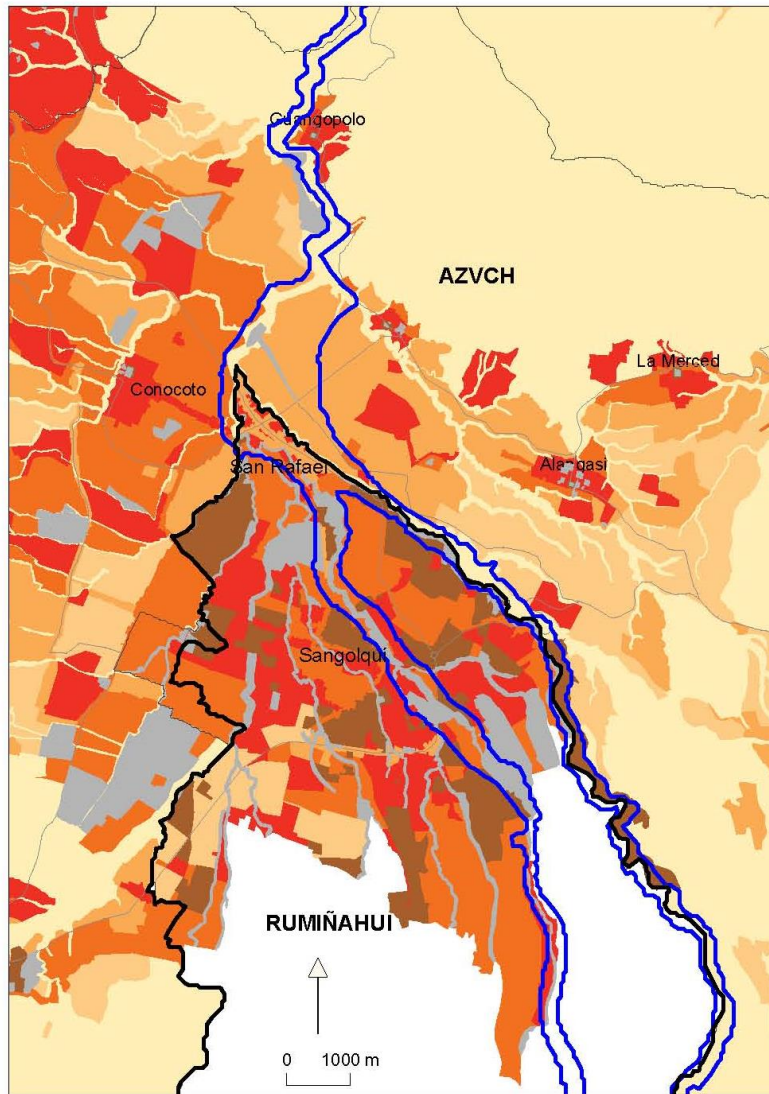 Guangopolo
AZVCH
La Merced
Conocoto
San Rafael
Alangasi
Sangolqui
RUMIÑAHUI
0 1000 m